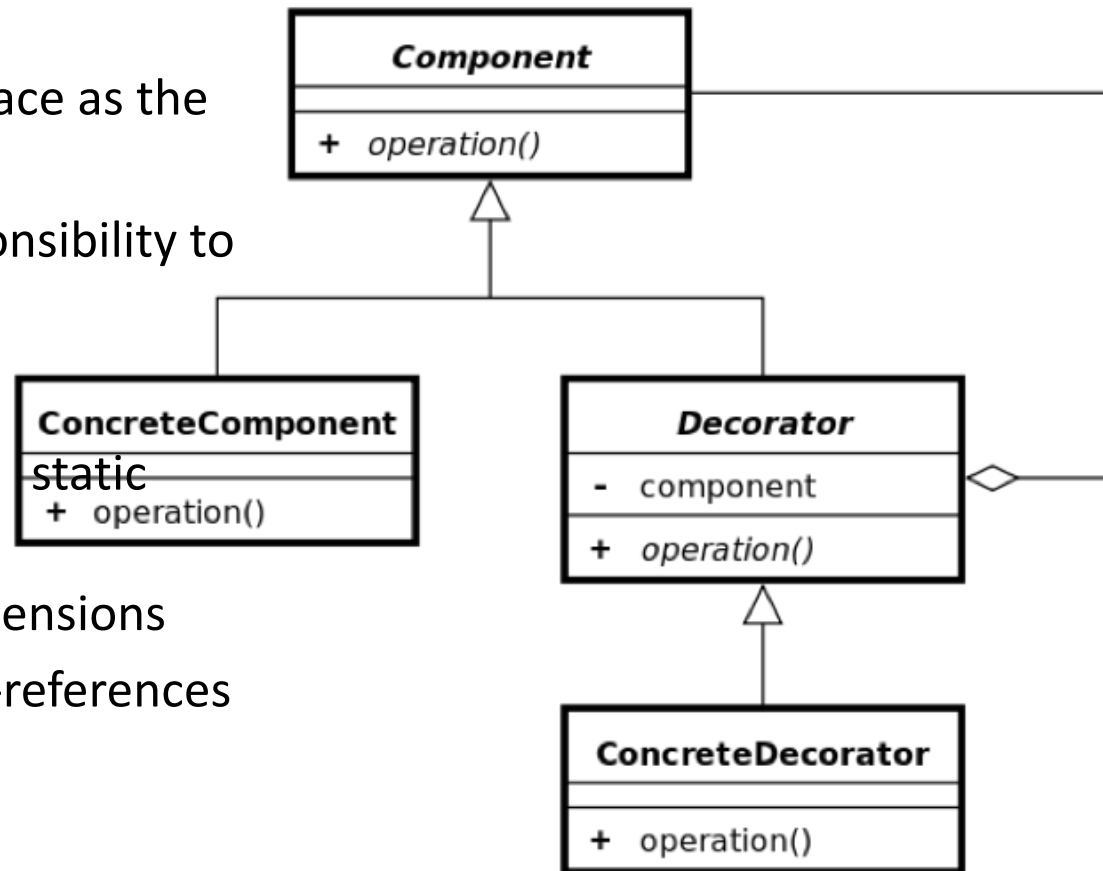 Component
ace as the
+ operation()
onsibility to
ConcreteComponent
Decorator
static
- component
+ operation()
+ operation()
ensions
-references
ConcreteDecorator
+ operation()